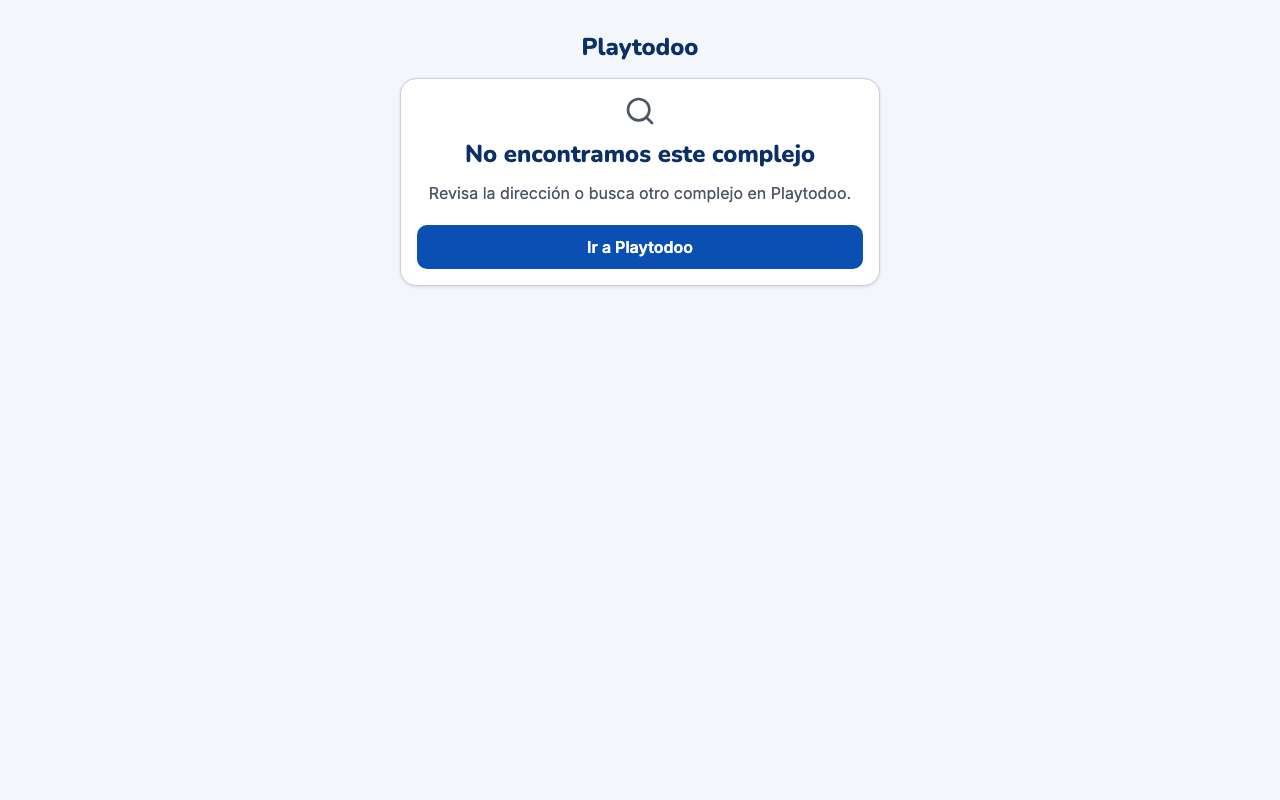 Playtodoo
No encontramos este complejo
Revisa la dirección o busca otro complejo en Playtodoo.
Ir a Playtodoo